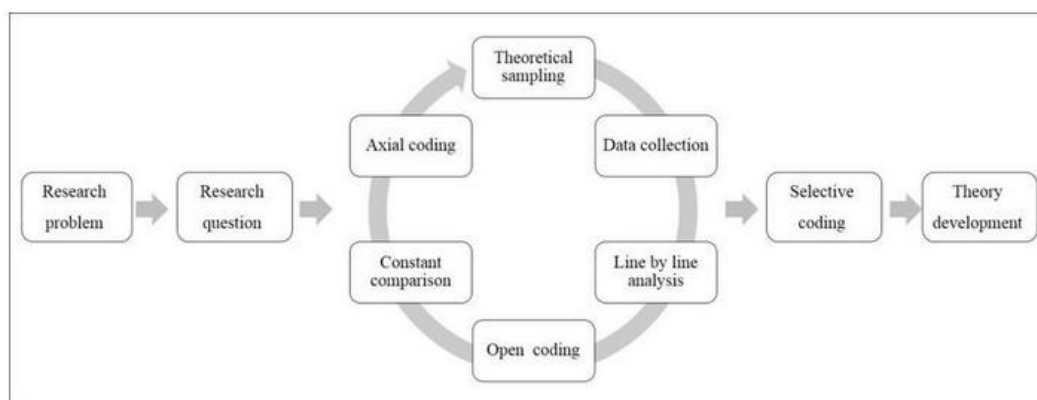 Research
problem
Research
question
Theoretical
sampling
Data collection
Line by line
analysis
Open coding
Constant
comparison
Axial coding
Selective
coding
Theory
development